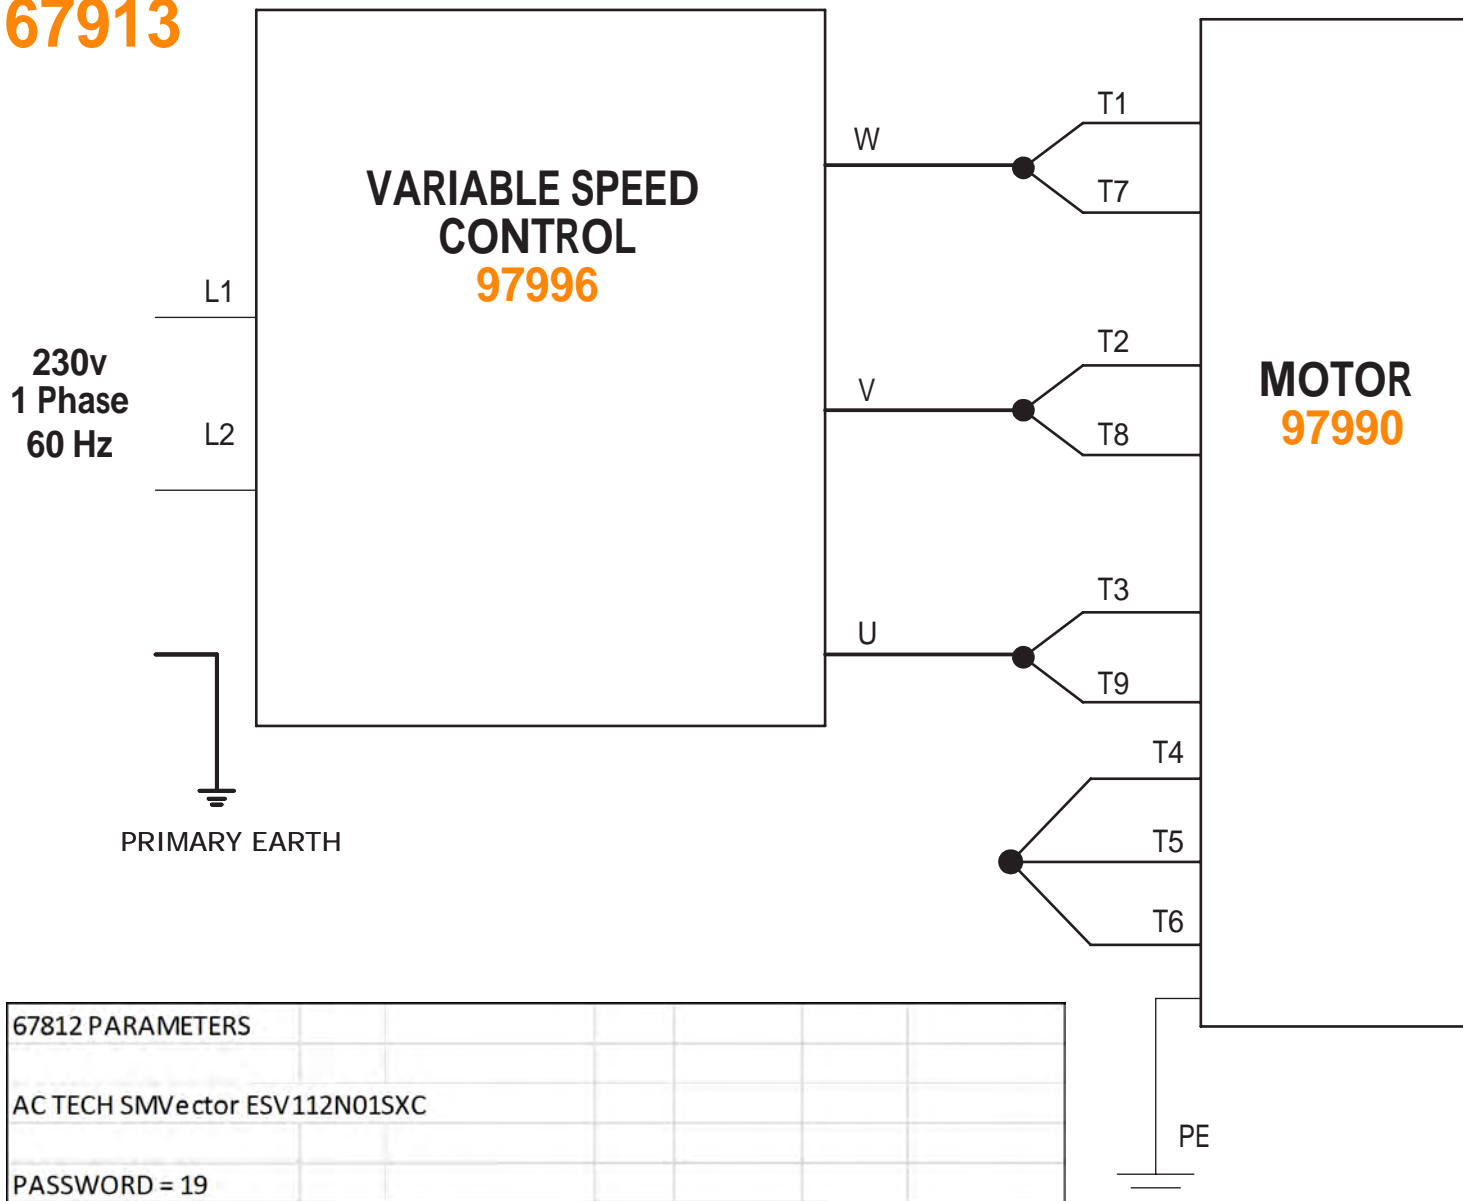 67913
VARIABLE SPEED
CONTROL
97996
L1
230v
1 Phase
60 Hz
L2
PRIMARY EARTH
W
V
U
T1
T7
T2
T8
T3
T9
T4
T5
T6
MOTOR
97990
PE
67812 PARAMETERS
AC TECH SMVector ESV112N01SXC
PASSWORD = 19